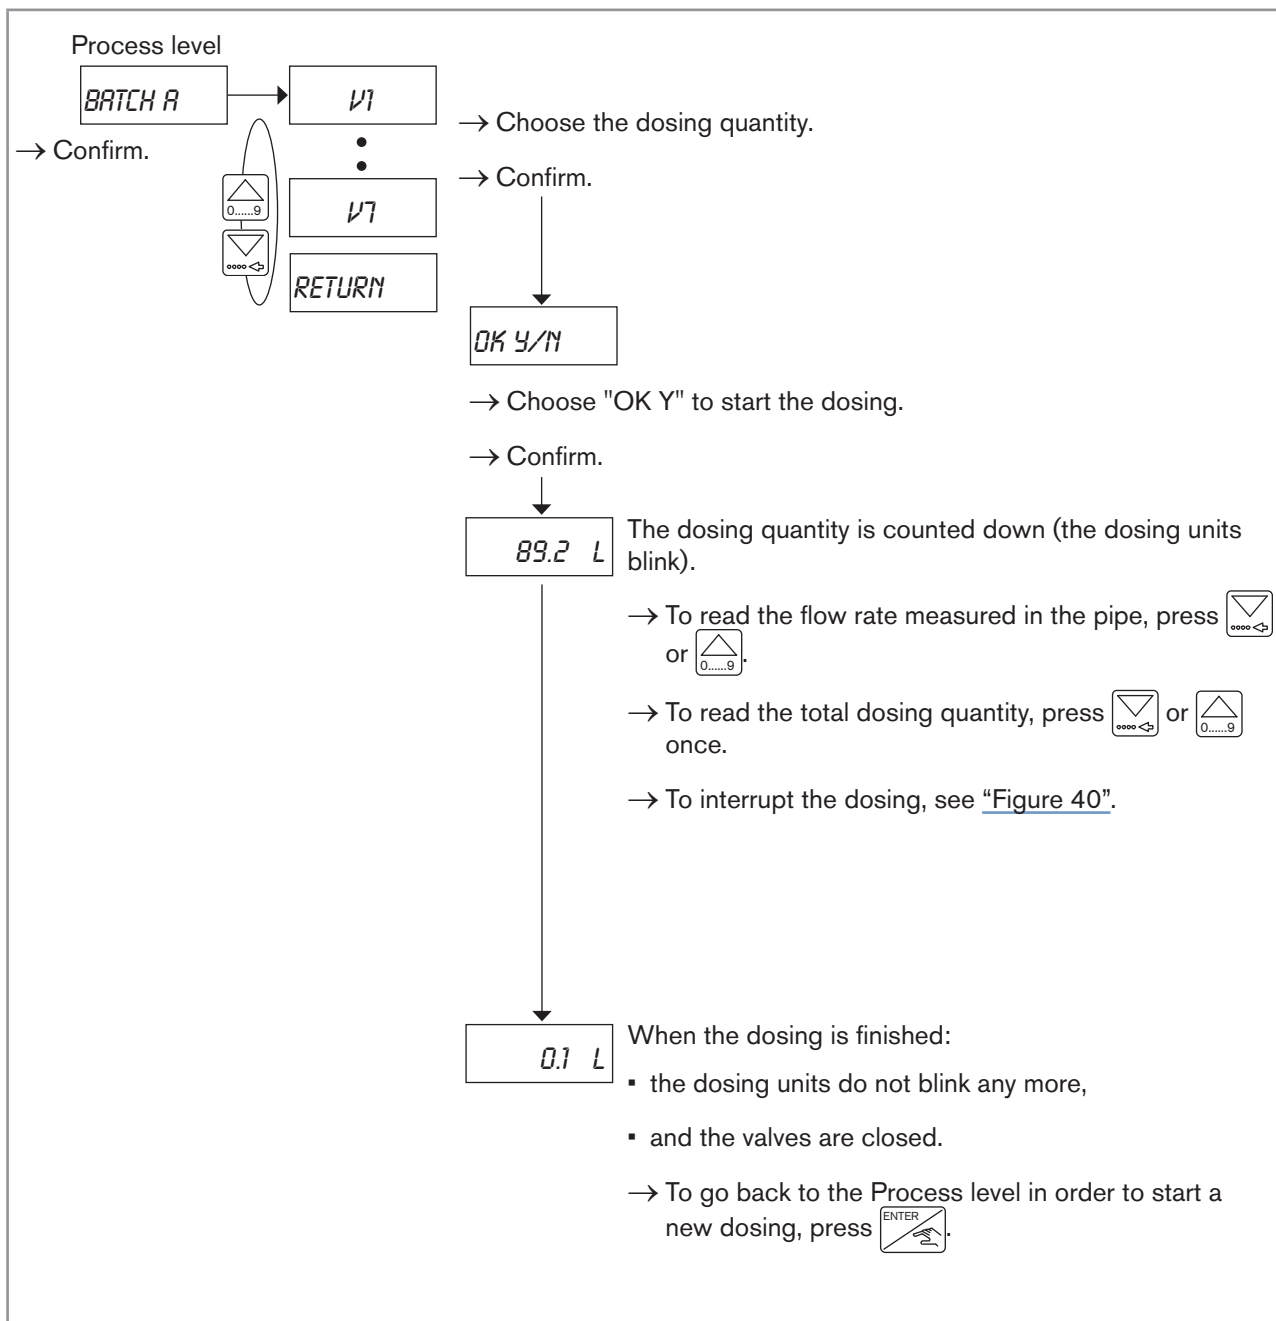 Process level
BATCH A
V1
→ Choose the dosing quantity.
→ Confirm.
→ Confirm.
0......9
V7
RETURN
OK Y/N
→ Choose "OK Y" to start the dosing.
→ Confirm.
89.2 L
The dosing quantity is counted down (the dosing units
blink).
→ To read the flow rate measured in the pipe, press
or 0......9.
→ To read the total dosing quantity, press or 0......9
once.
→ To interrupt the dosing, see “Figure 40”.
0.1 L
When the dosing is finished:
▪ the dosing units do not blink any more,
▪ and the valves are closed.
→ To go back to the Process level in order to start a
new dosing, press ENTER.